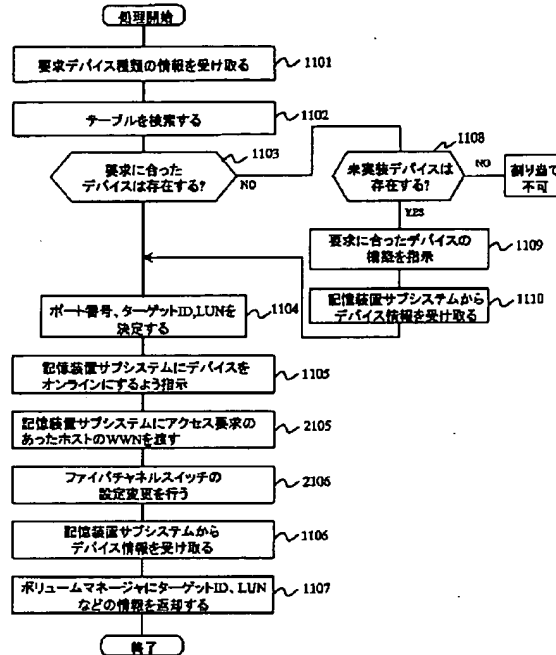 処理開始
要求デバイス種類の情報を受け取る
1101
テーブルを検索する
1102
要求に合った
デバイスは存在する?
1103
NO
未実装デバイスは
存在する?
1108
NO
割り当て
不可
YES
要求に合ったデバイスの
構築を指示
1109
記憶装置サブシステムから
デバイス情報を受け取る
1110
ポート番号、ターゲットID,LUNを
決定する
1104
記憶装置サブシステムにデバイスを
オンラインにするよう指示
1105
記憶装置サブシステムにアクセス要求の
あったホストのWWNを渡す
2105
ファイバチャネルスイッチの
設定変更を行う
2106
記憶装置サブシステムから
デバイス情報を受け取る
1106
ボリュームマネージャにターゲットID、LUN
などの情報を返却する
1107
終了